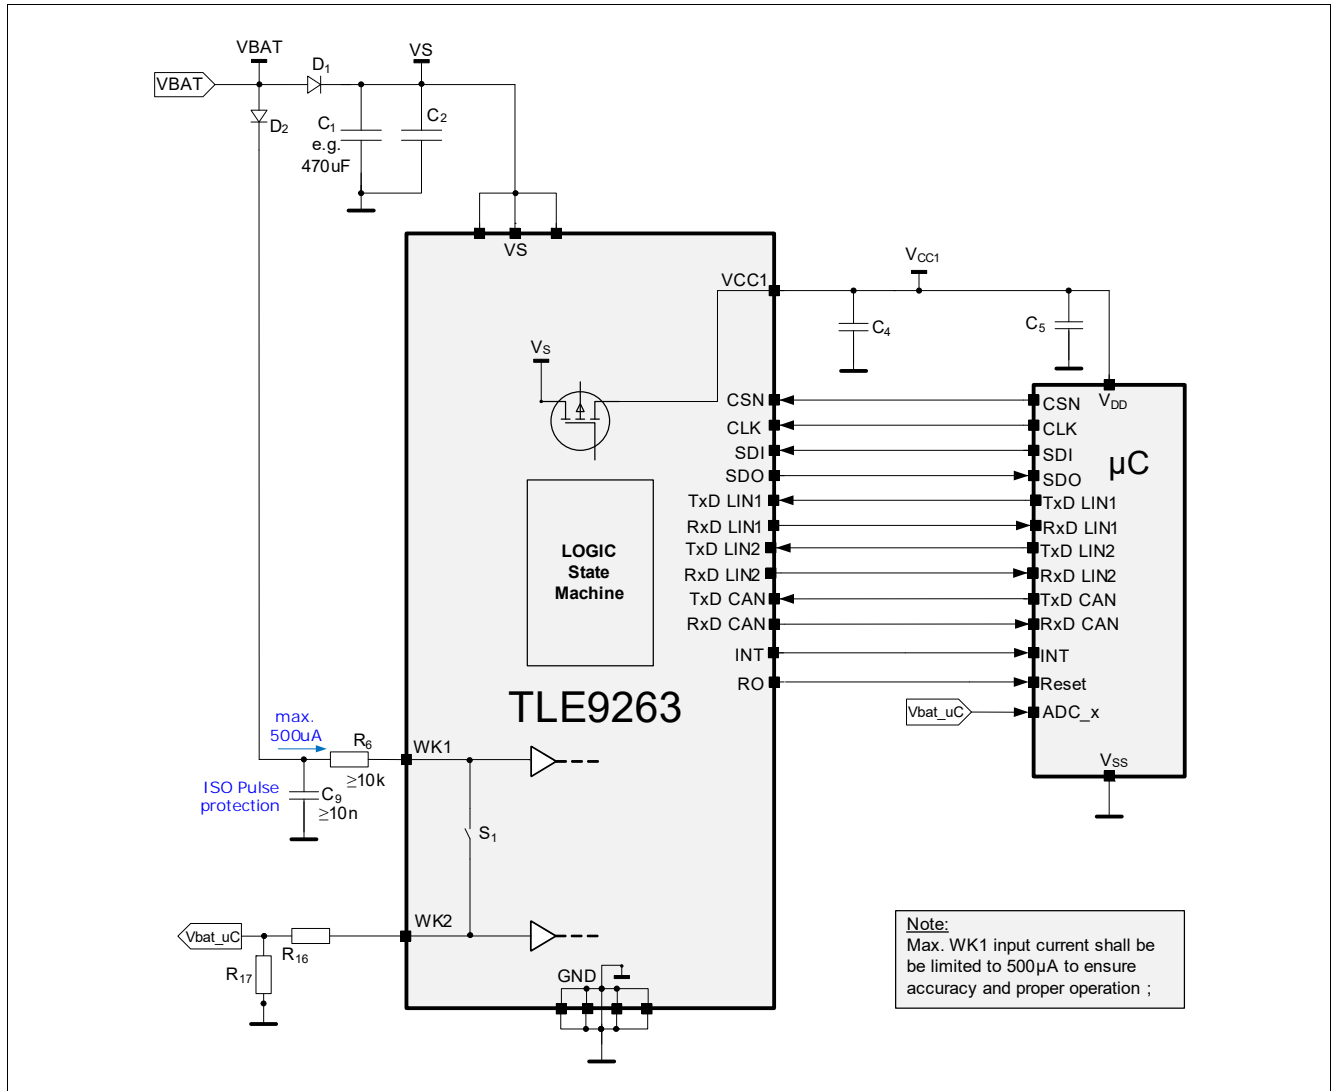 VBAT
VS
VBAT
D1
D2
C1
e.g.
470uF
C2
VS
VCC1
VCC1
C4
C5
VS
CSN
CLK
SDI
SDO
TxD LIN1
RxD LIN1
TxD LIN2
RxD LIN2
TxD CAN
RxD CAN
INT
RO
VDD
CSN
CLK
SDI
SDO
TxD LIN1
RxD LIN1
TxD LIN2
RxD LIN2
TxD CAN
RxD CAN
INT
Reset
ADC_x
µC
VSS
Vbat_uC
LOGIC
State
Machine
TLE9263
max.
500uA
R6
≥10k
WK1
ISO Pulse
protection
C9
≥10n
S1
WK2
Vbat_uC
R16
R17
GND
Note:
Max. WK1 input current shall be
be limited to 500µA to ensure
accuracy and proper operation ;